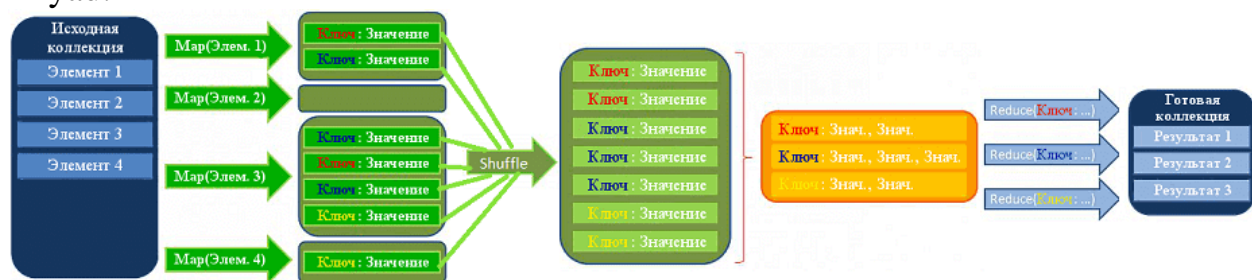 Исходная
коллекция
Элемент 1
Элемент 2
Элемент 3
Элемент 4
Map(Элем. 1)
Map(Элем. 2)
Map(Элем. 3)
Map(Элем. 4)
Ключ: Значение
Ключ: Значение
Ключ: Значение
Ключ: Значение
Ключ: Значение
Ключ: Значение
Ключ: Значение
Shuffle
Ключ: Значение
Ключ: Значение
Ключ: Значение
Ключ: Значение
Ключ: Значение
Ключ: Значение
Ключ: Значение
Ключ: Знач., Знач.
Ключ: Знач., Знач., Знач.
Ключ: Знач., Знач.
Reduce(Ключ: ...)
Reduce(Ключ: ...)
Reduce(Ключ: ...)
Готовая
коллекция
Результат 1
Результат 2
Результат 3